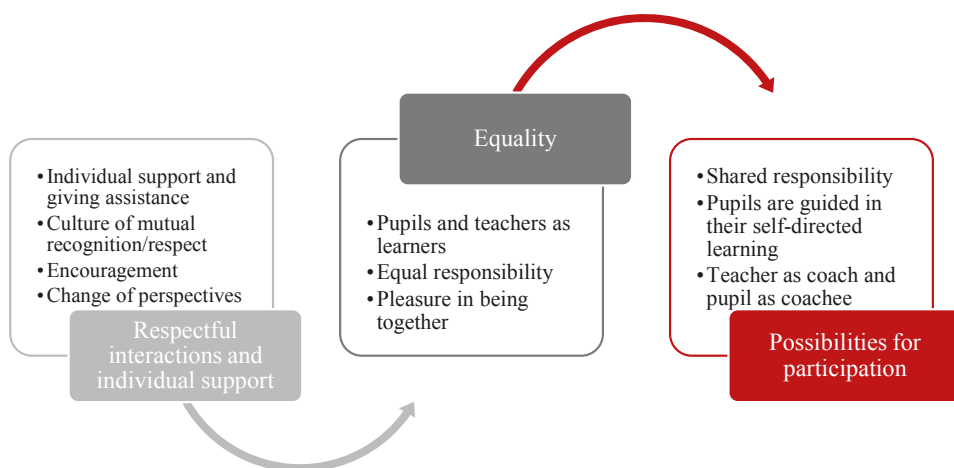 • Individual support and
giving assistance
• Culture of mutual
recognition/respect
• Encouragement
• Change of perspectives
Respectful
interactions and
individual support
Equality
• Pupils and teachers as
learners
• Equal responsibility
• Pleasure in being
together
• Shared responsibility
• Pupils are guided in
their self-directed
learning
• Teacher as coach and
pupil as coachee
Possibilities for
participation